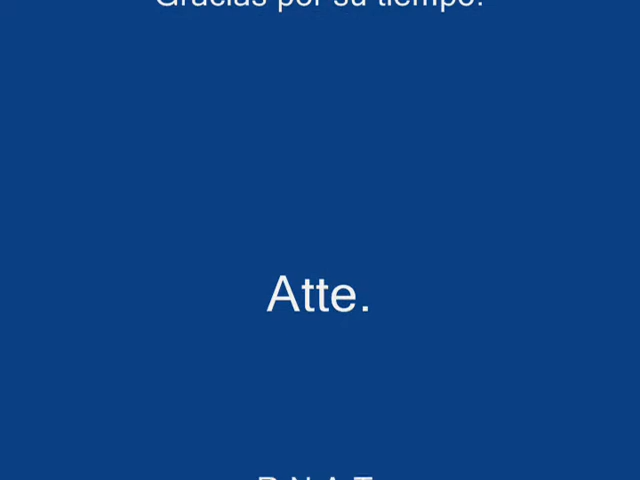 Gracias por su tiempo.
Atte.